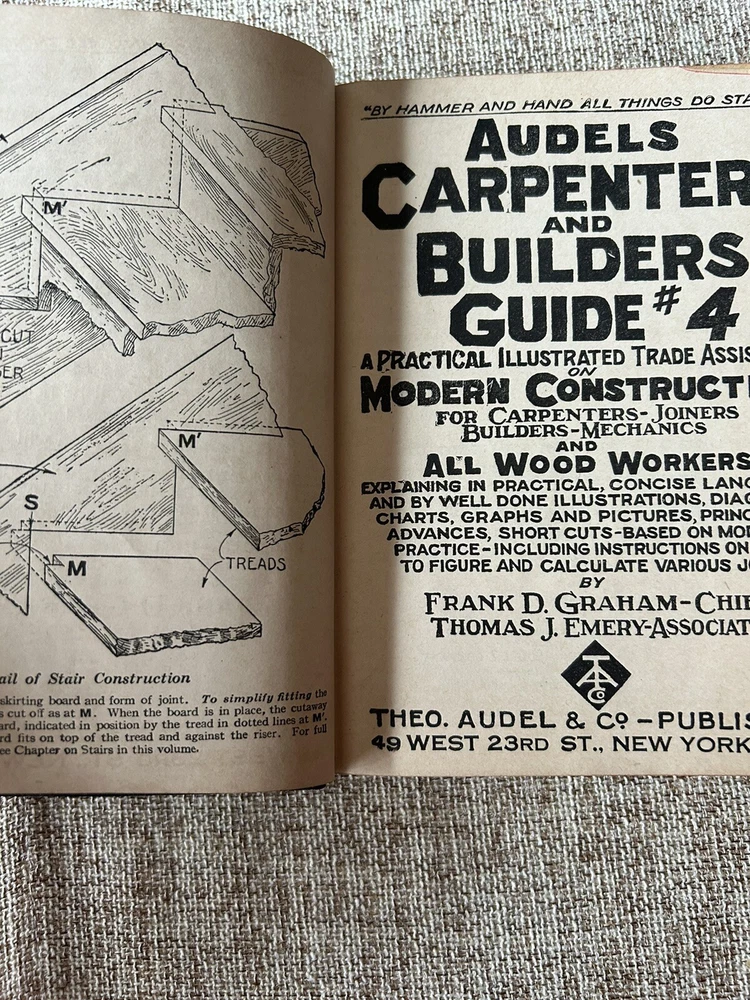 M'
CUT
M'
S
M
TREADS
ail of Stair Construction
skirting board and form of joint. To simplify fitting the
s cut off as at M. When the board is in place, the cutaway
ard, indicated in position by the tread in dotted lines at M'.
rd fits on top of the tread and against the riser. For full
ee Chapter on Stairs in this volume.
"BY HAMMER AND HAND ALL THINGS DO STA
AUDELS
CARPENTER
AND
BUILDERS
GUIDE #4
A PRACTICAL ILLUSTRATED TRADE ASSIS
ON
MODERN CONSTRUCTI
FOR CARPENTERS-JOINERS
BUILDERS-MECHANICS
AND
ALL WOOD WORKERS
EXPLAINING IN PRACTICAL, CONCISE LANG
AND BY WELL DONE ILLUSTRATIONS, DIAG
CHARTS, GRAPHS AND PICTURES, PRINC
ADVANCES, SHORT CUTS-BASED ON MOD
PRACTICE-INCLUDING INSTRUCTIONS ON
TO FIGURE AND CALCULATE VARIOUS JO
BY
FRANK D. GRAHAM-CHIE
THOMAS J. EMERY-ASSOCIAT
TA Co
THEO. AUDEL & Co - PUBLIS
49 WEST 23RD ST., NEW YORK